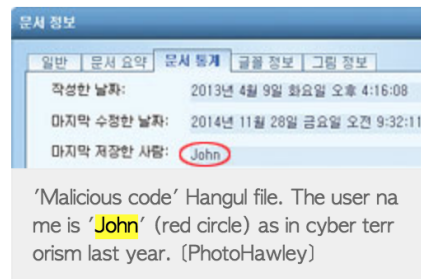 문서 정보
일반 문서 요약 문서 통계 글꼴 정보 그림 정보
작성한 날짜: 2013년 4월 9일 화요일 오후 4:16:08
마지막 수정한 날짜: 2014년 11월 28일 금요일 오전 9:32:11
마지막 저장한 사람: John
'Malicious code' Hangul file. The user na
me is 'John' (red circle) as in cyber terr
orism last year. [PhotoHawley]